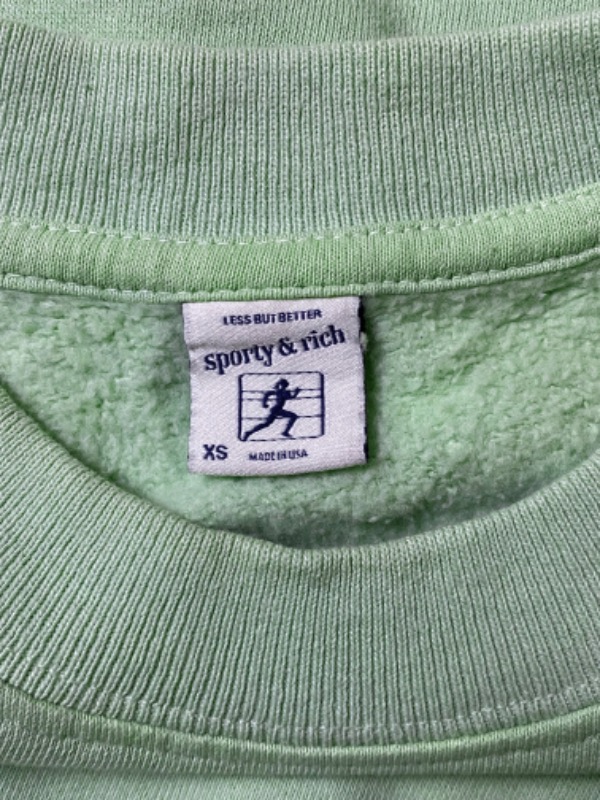 LESS BUT BETTER
sporty & rich
XS
MADE IN USA